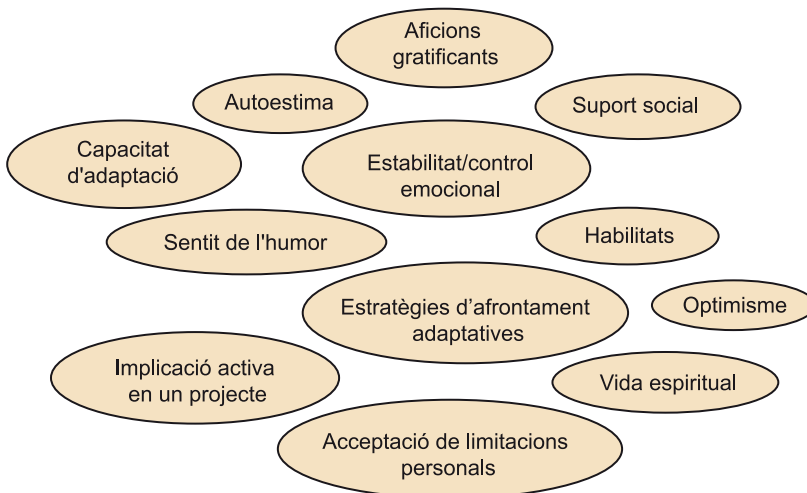 Aficions
gratificants
Autoestima
Suport social
Capacitat
d'adaptació
Estabilitat/control
emocional
Sentit de l'humor
Habilitats
Estratègies d’afrontament
adaptatives
Optimisme
Implicació activa
en un projecte
Vida espiritual
Acceptació de limitacions
personals